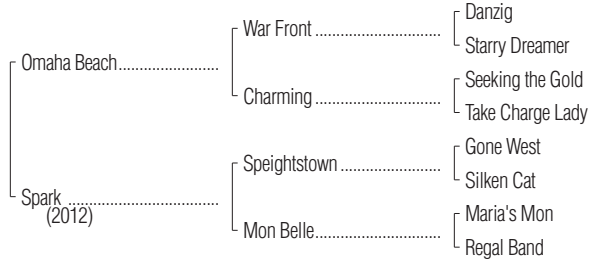 Danzig
War Front
Starry Dreamer
Omaha Beach
Seeking the Gold
Charming
Take Charge Lady
Gone West
Speightstown
Silken Cat
Spark
(2012)
Maria's Mon
Mon Belle
Regal Band